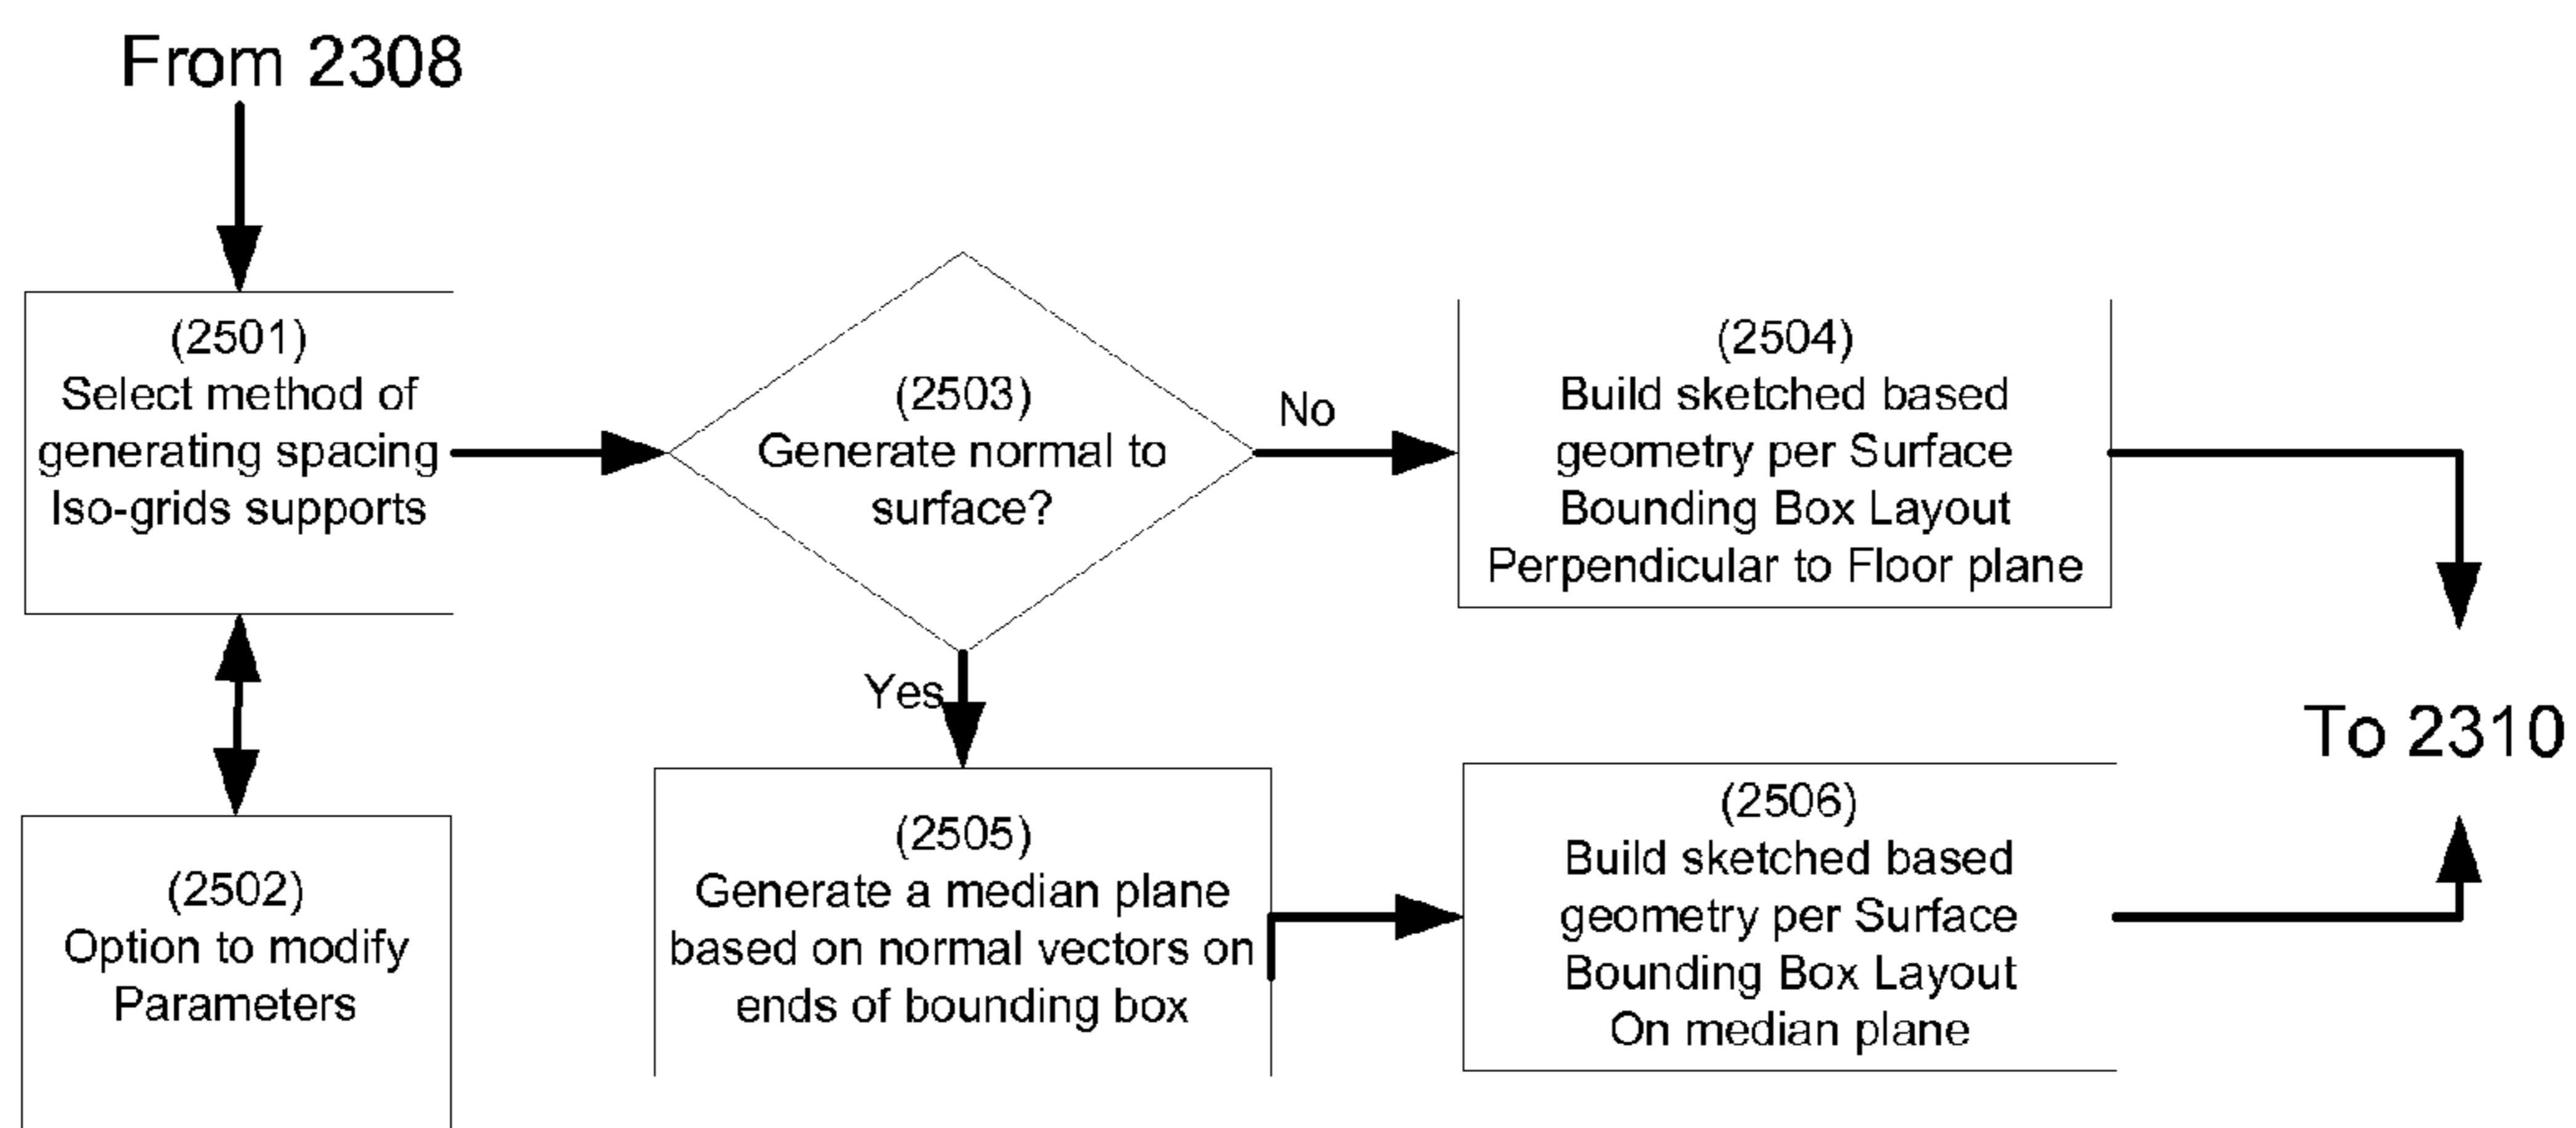 From 2308
(2501)
Select method of
generating spacing
Iso-grids supports
(2502)
Option to modify
Parameters
(2503)
Generate normal to
surface?
No
Yes
(2504)
Build sketched based
geometry per Surface
Bounding Box Layout
Perpendicular to Floor plane
(2505)
Generate a median plane
based on normal vectors on
ends of bounding box
(2506)
Build sketched based
geometry per Surface
Bounding Box Layout
On median plane
To 2310